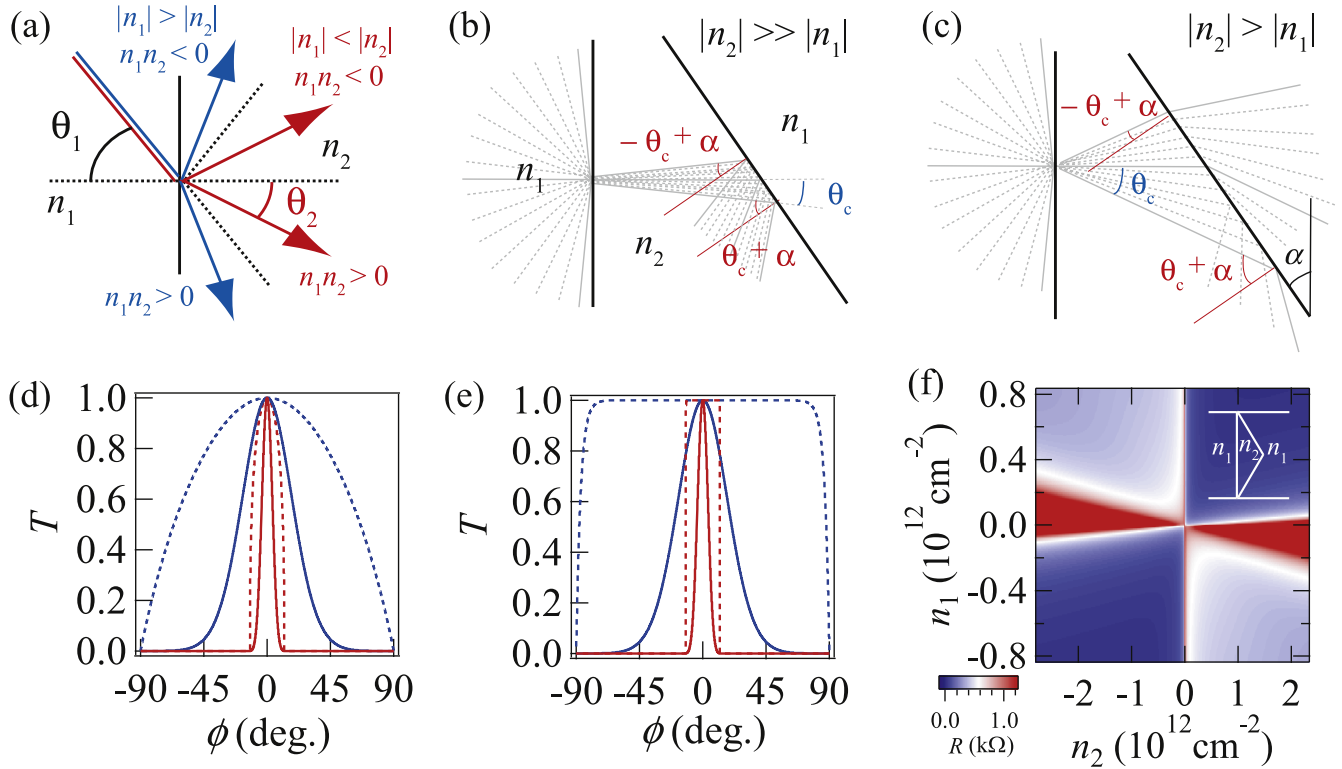 (a)
|n₁| > |n₂|
n₁n₂ < 0
|n₁| < |n₂|
n₁n₂ < 0
θ₁
n₁
n₂
θ₂
n₁n₂ > 0
n₁n₂ > 0
(b)
|n₂| >> |n₁|
n₁
− θc + α
n₁
θc
n₂
θc + α
(c)
|n₂| > |n₁|
− θc + α
θc
θc + α
α
(d)
1.0
0.8
0.6
0.4
0.2
0.0
T
-90 -45 0 45 90
ϕ (deg.)
(e)
1.0
0.8
0.6
0.4
0.2
0.0
T
-90 -45 0 45 90
ϕ (deg.)
(f)
0.8
0.4
0.0
-0.4
-0.8
n₁ (10¹² cm⁻²)
n₁ n₂ n₁
-2 -1 0 1 2
n₂ (10¹² cm⁻²)
0.0 1.0
R (kΩ)